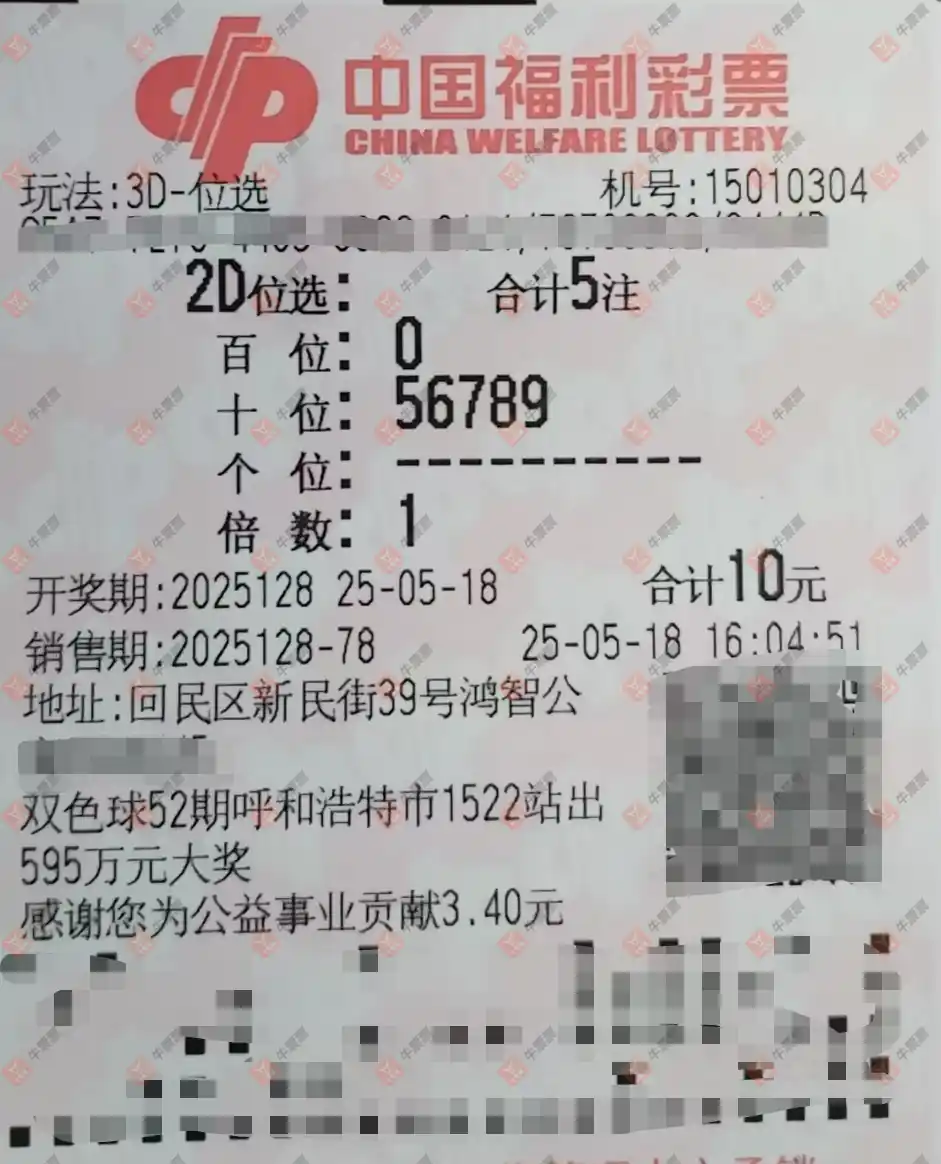 中国福利彩票
CHINA WELFARE LOTTERY
玩法:3D-位选 机号:15010304
2D位选: 合计5注
百 位: 0
十 位: 56789
个 位: ----------
倍 数: 1
开奖期:2025128 25-05-18 合计10元
销售期:2025128-78 25-05-18 16:04:51
地址:回民区新民街39号鸿智公
双色球52期呼和浩特市1522站出
595万元大奖
感谢您为公益事业贡献3.40元
牛票票